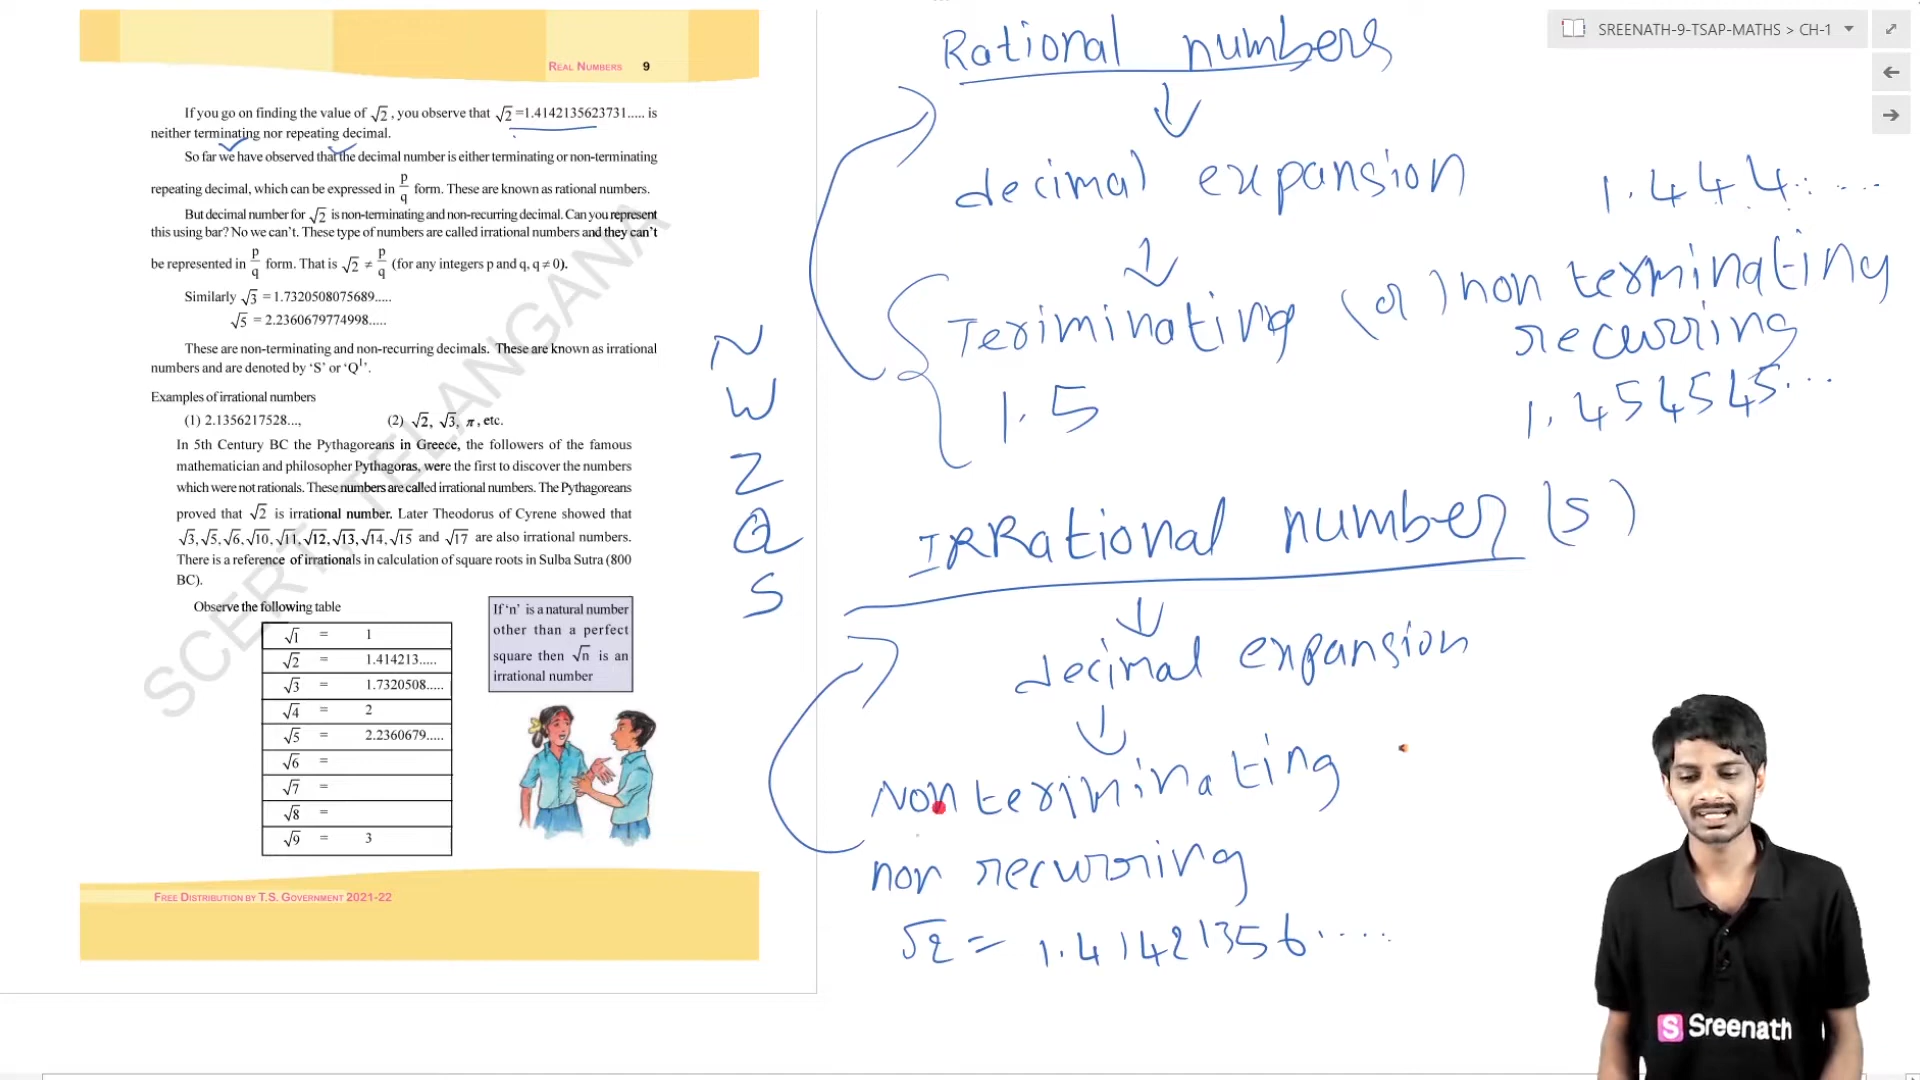 REAL NUMBERS 9
If you go on finding the value of √2 , you observe that √2 =1.4142135623731..... is
neither terminating nor repeating decimal.
So far we have observed that the decimal number is either terminating or non-terminating
repeating decimal, which can be expressed in p/q form. These are known as rational numbers.
But decimal number for √2 is non-terminating and non-recurring decimal. Can you represent
this using bar? No we can't. These type of numbers are called irrational numbers and they can't
be represented in p/q form. That is √2 ≠ p/q (for any integers p and q, q ≠ 0).
Similarly √3 = 1.7320508075689.....
√5 = 2.2360679774998.....
These are non-terminating and non-recurring decimals. These are known as irrational
numbers and are denoted by 'S' or 'Q¹'.
Examples of irrational numbers
(1) 2.1356217528..., (2) √2, √3, π, etc.
In 5th Century BC the Pythagoreans in Greece, the followers of the famous
mathematician and philosopher Pythagoras, were the first to discover the numbers
which were not rationals. These numbers are called irrational numbers. The Pythagoreans
proved that √2 is irrational number. Later Theodorus of Cyrene showed that
√3, √5, √6, √10, √11, √12, √13, √14, √15 and √17 are also irrational numbers.
There is a reference of irrationals in calculation of square roots in Sulba Sutra (800
BC).
Observe the following table
√1 = 1
√2 = 1.414213.....
√3 = 1.7320508.....
√4 = 2
√5 = 2.2360679.....
√6 =
√7 =
√8 =
√9 = 3
If 'n' is a natural number
other than a perfect
square then √n is an
irrational number
SCERT, TELANGANA
FREE DISTRIBUTION BY T.S. GOVERNMENT 2021-22
N
W
Z
Q
S
Rational numbers
decimal expansion
1.444.....
Teriminating (or) non terminating
recurring
1.5
1.454545...
IRRational number (s)
decimal expansion
Non terminating
non recurring
√2 = 1.41421356.....
SREENATH-9-TSAP-MATHS > CH-1
S Sreenath